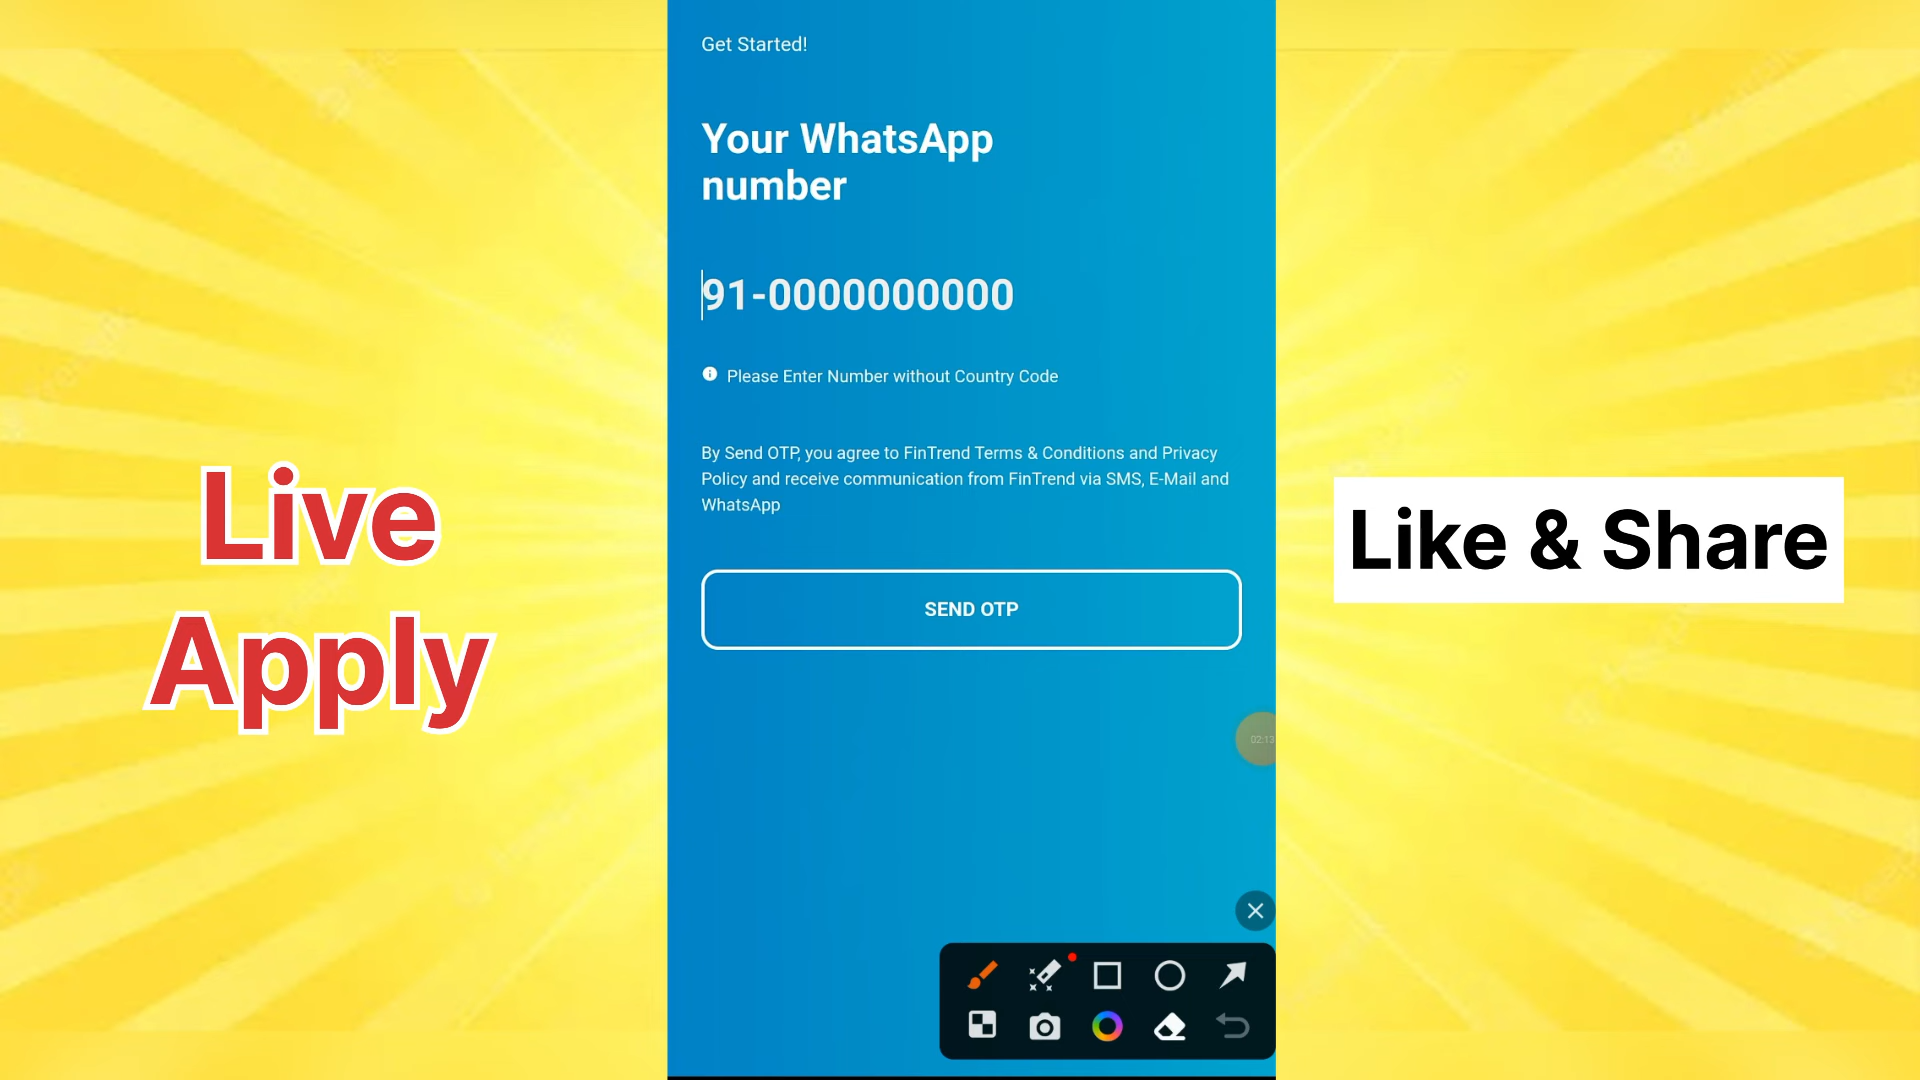 Get Started!
Your WhatsApp
number
91-0000000000
Please Enter Number without Country Code
By Send OTP, you agree to FinTrend Terms & Conditions and Privacy
Policy and receive communication from FinTrend via SMS, E-Mail and
WhatsApp
SEND OTP
02:13
Live
Apply
Like & Share